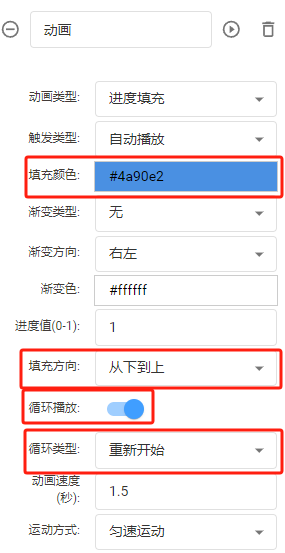 动画
动画类型: 进度填充
触发类型: 自动播放
填充颜色: #4a90e2
渐变类型: 无
渐变方向: 右左
渐变色: #ffffff
进度值(0-1): 1
填充方向: 从下到上
循环播放:
循环类型: 重新开始
动画速度
(秒): 1.5
运动方式: 匀速运动